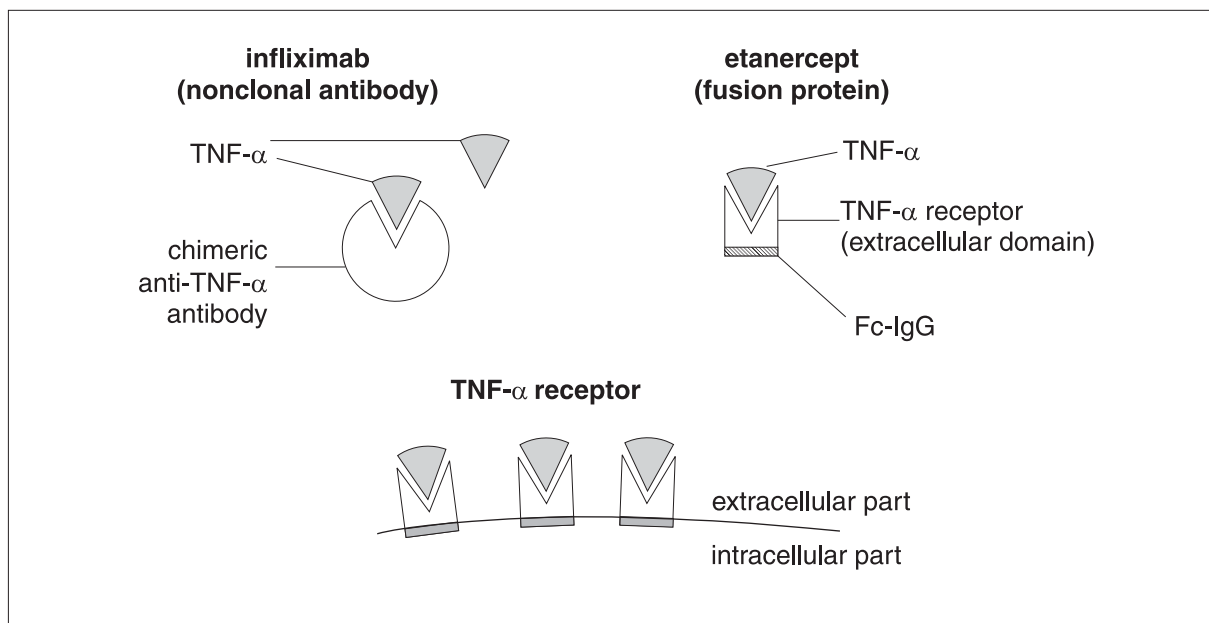 infliximab
(nonclonal antibody)
TNF-α
chimeric
anti-TNF-α
antibody
etanercept
(fusion protein)
TNF-α
TNF-α receptor
(extracellular domain)
Fc-IgG
TNF-α receptor
extracellular part
intracellular part